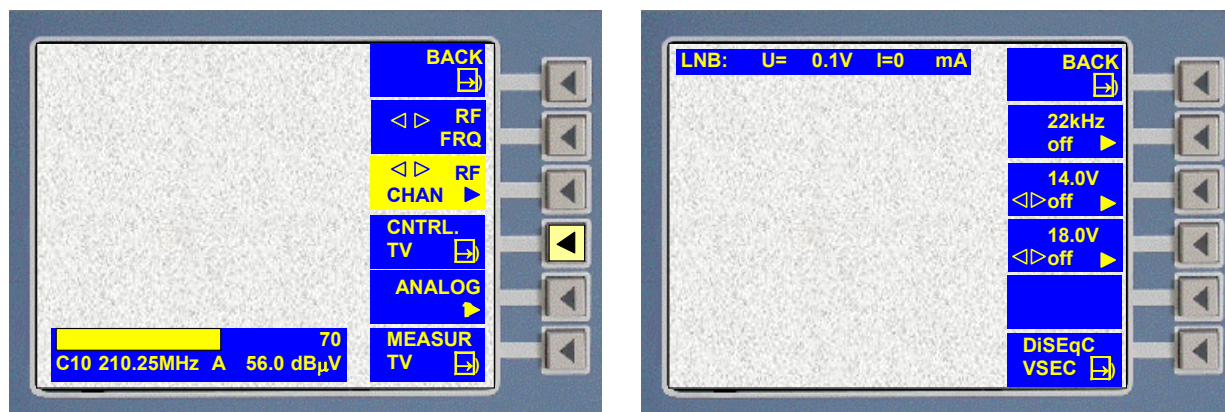 BACK
RF
FRQ
RF
CHAN
CNTRL.
TV
ANALOG
MEASUR
TV
70
C10 210.25MHz A 56.0 dBµV
LNB: U= 0.1V I=0 mA
BACK
22kHz
off
14.0V
off
18.0V
off
DiSEqC
VSEC